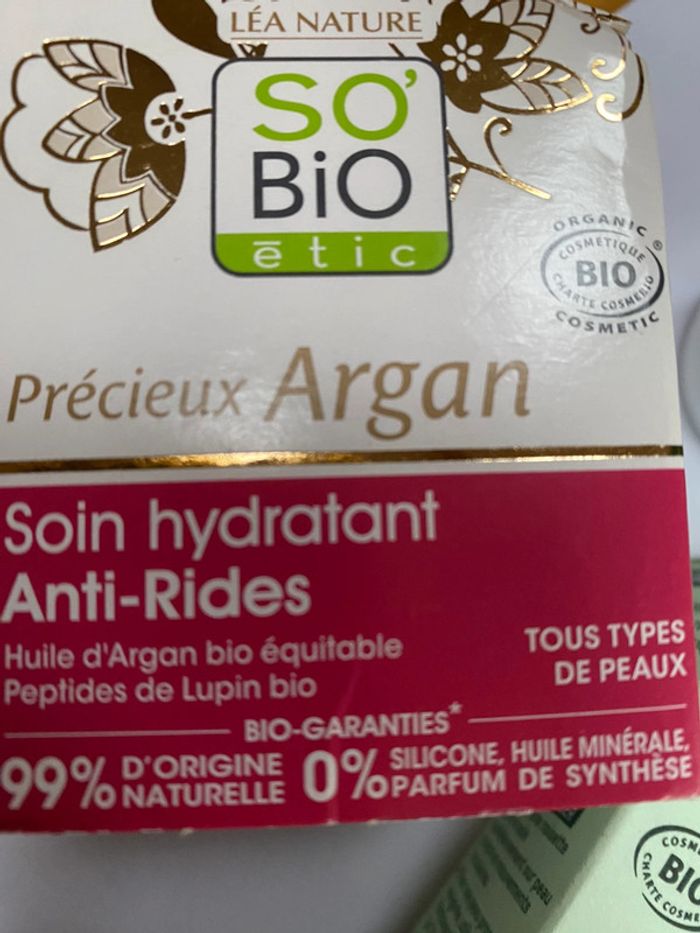 LÉA NATURE
SO'
BiO
ētic
ORGANIC
COSMÉTIQUE
BIO
CHARTE COSMEBIO
COSMETIC
®
Précieux Argan
Soin hydratant
Anti-Rides
Huile d'Argan bio équitable
Peptides de Lupin bio
TOUS TYPES
DE PEAUX
BIO-GARANTIES*
99% D'ORIGINE
NATURELLE
0% SILICONE, HUILE MINÉRALE,
PARFUM DE SYNTHÈSE
BIO
CHARTE